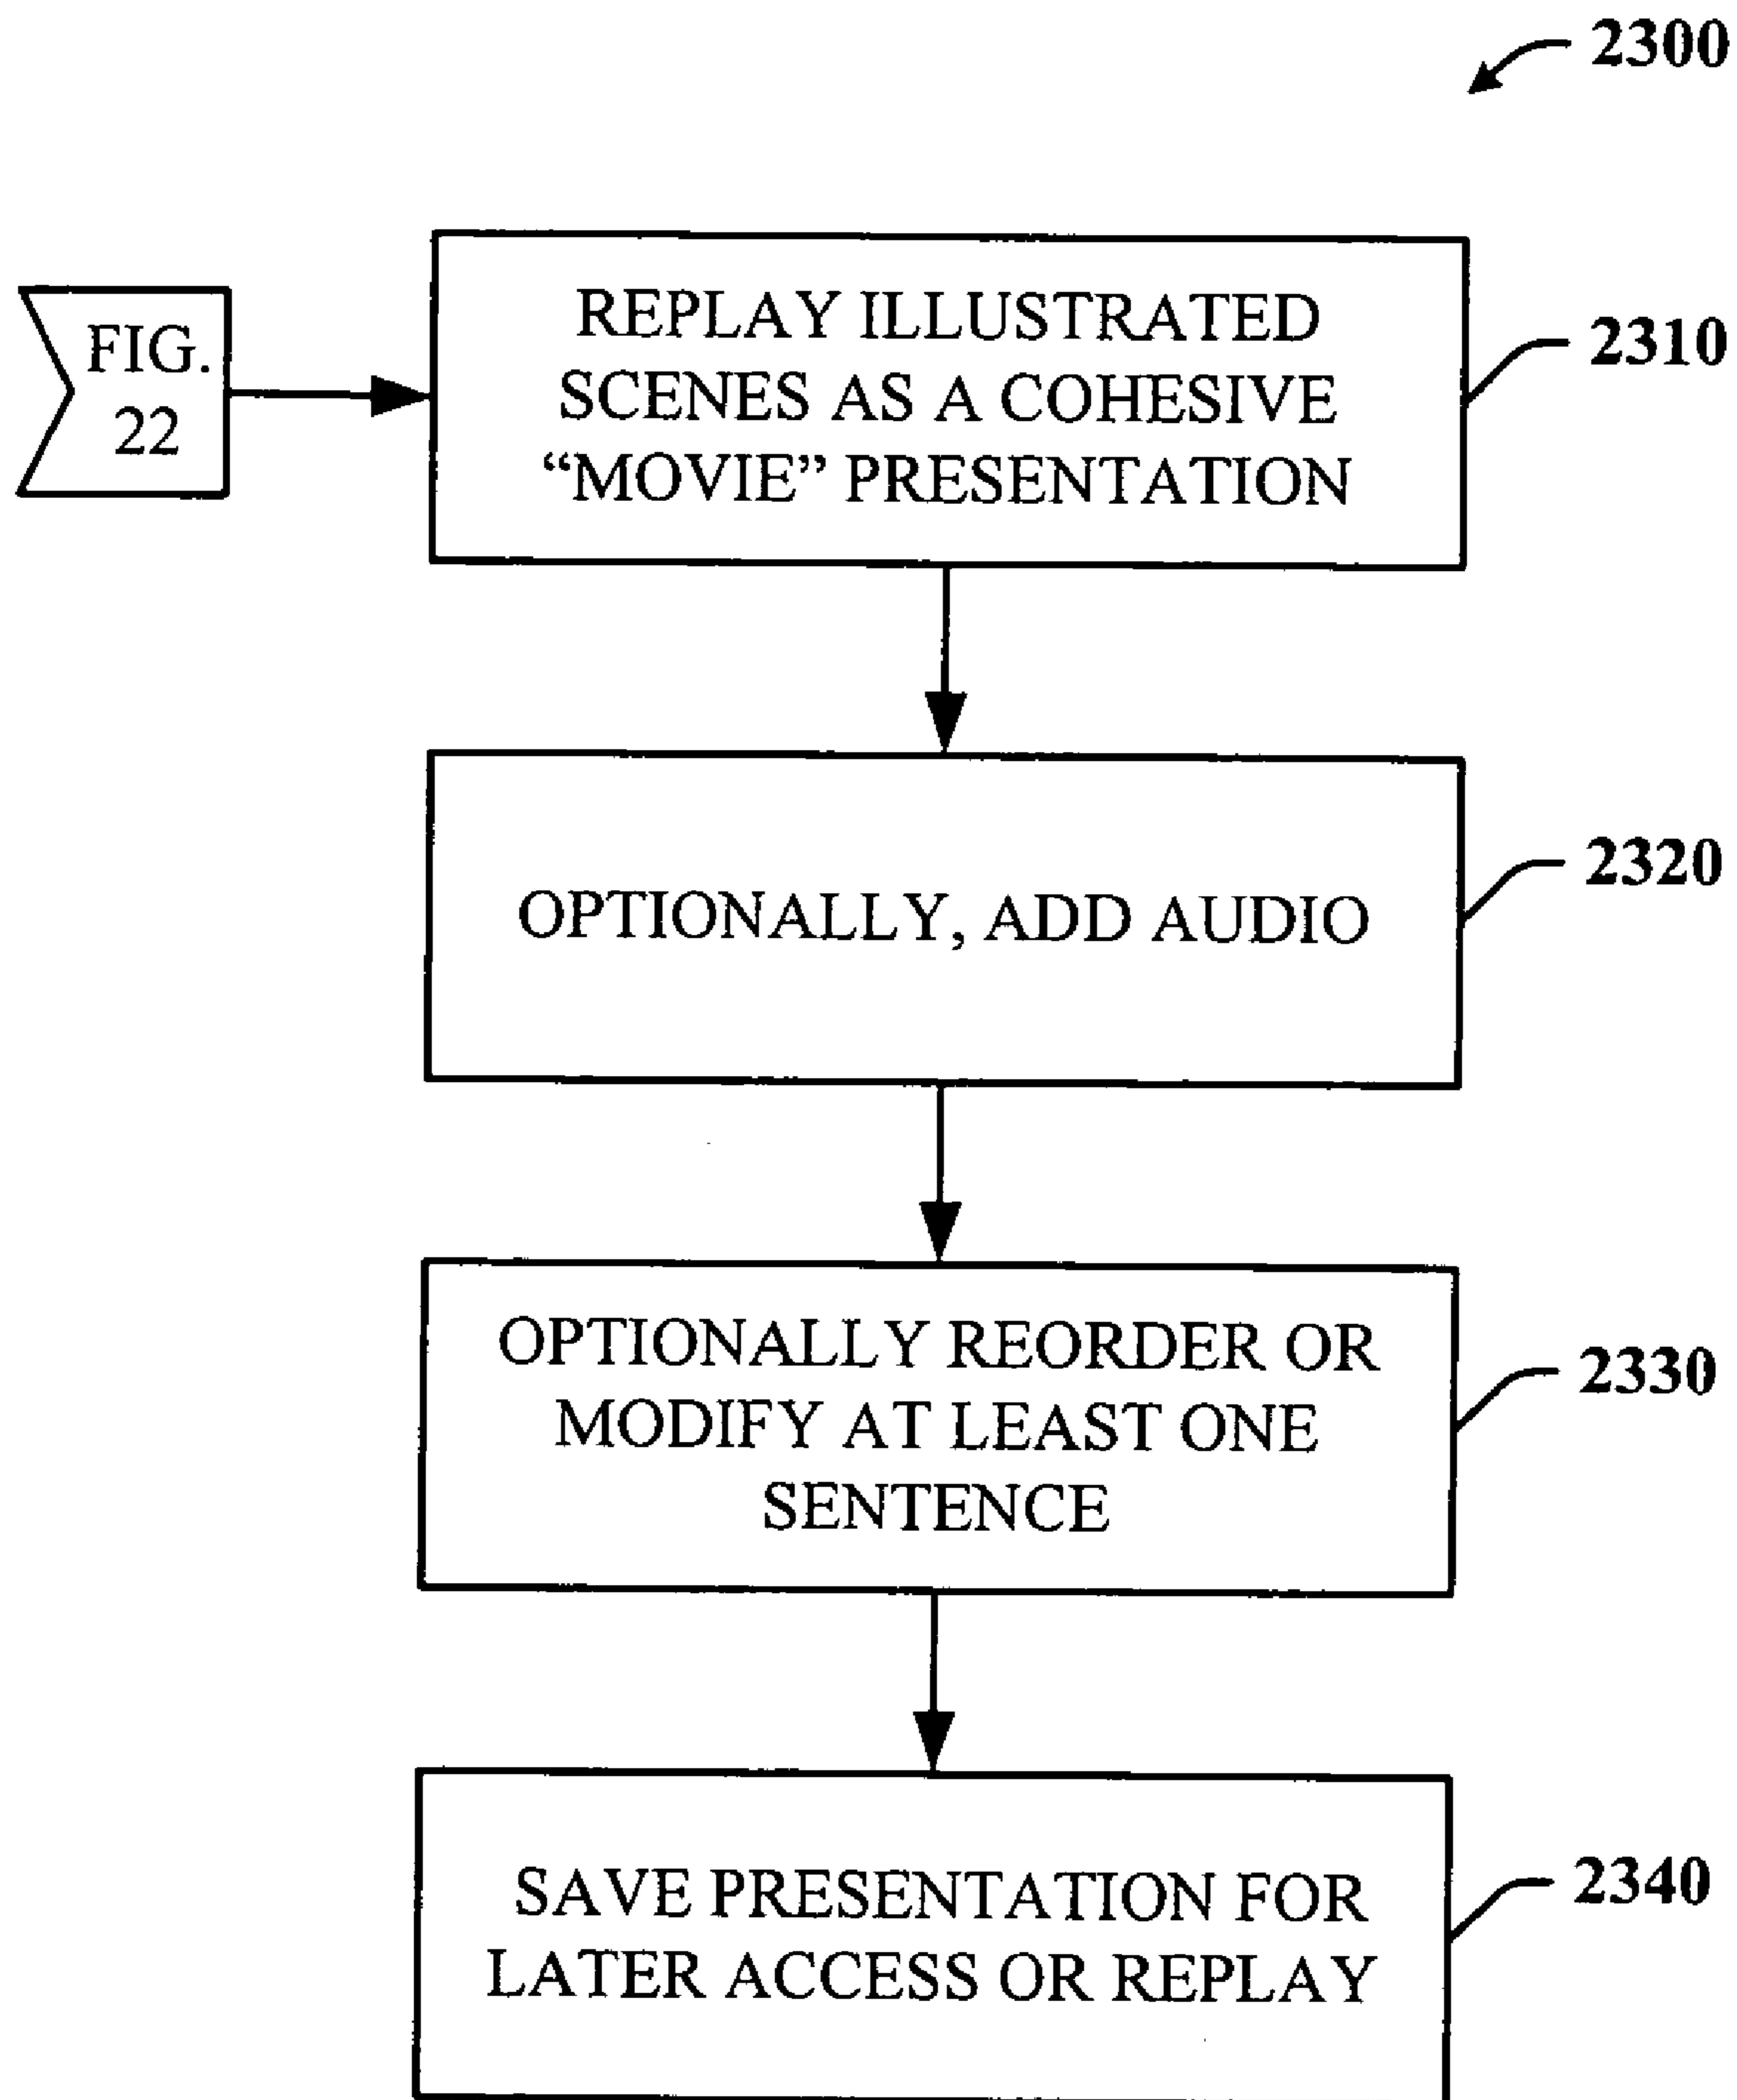 2300
FIG.
22
REPLAY ILLUSTRATED
SCENES AS A COHESIVE
“MOVIE” PRESENTATION
2310
OPTIONALLY, ADD AUDIO
2320
OPTIONALLY REORDER OR
MODIFY AT LEAST ONE
SENTENCE
2330
SAVE PRESENTATION FOR
LATER ACCESS OR REPLAY
2340